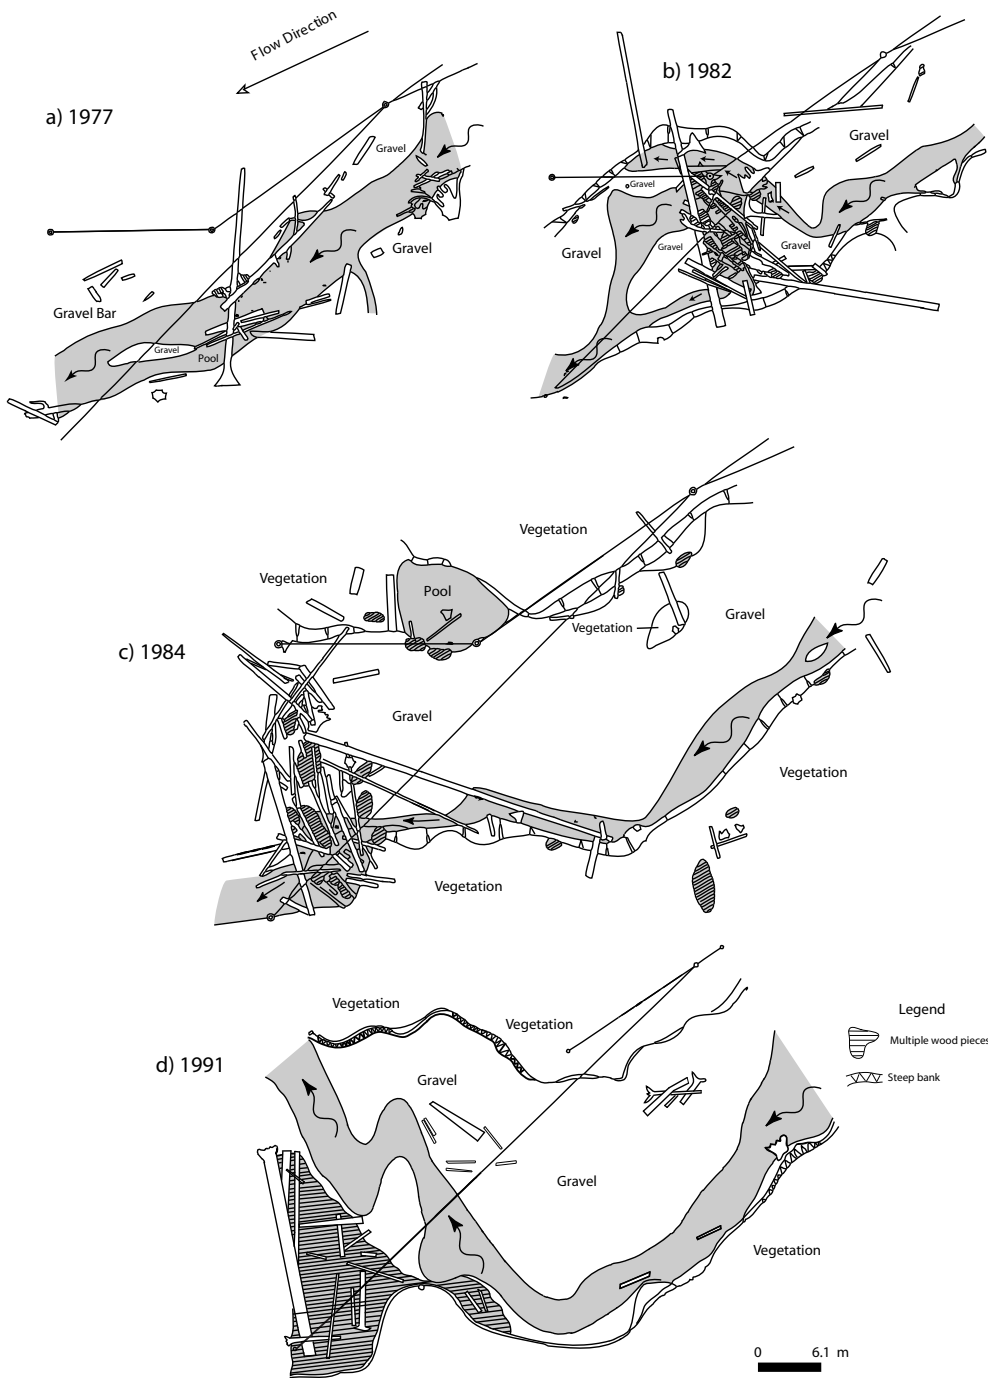 Flow Direction
a) 1977
Gravel
Gravel
Gravel Bar
Gravel
Pool
b) 1982
Gravel
Gravel
Gravel
Gravel
Gravel
Vegetation
Vegetation
Pool
Vegetation
Gravel
c) 1984
Gravel
Vegetation
Vegetation
Vegetation
Vegetation
Legend
Multiple wood pieces
Steep bank
d) 1991
Gravel
Gravel
Vegetation
0 6.1 m